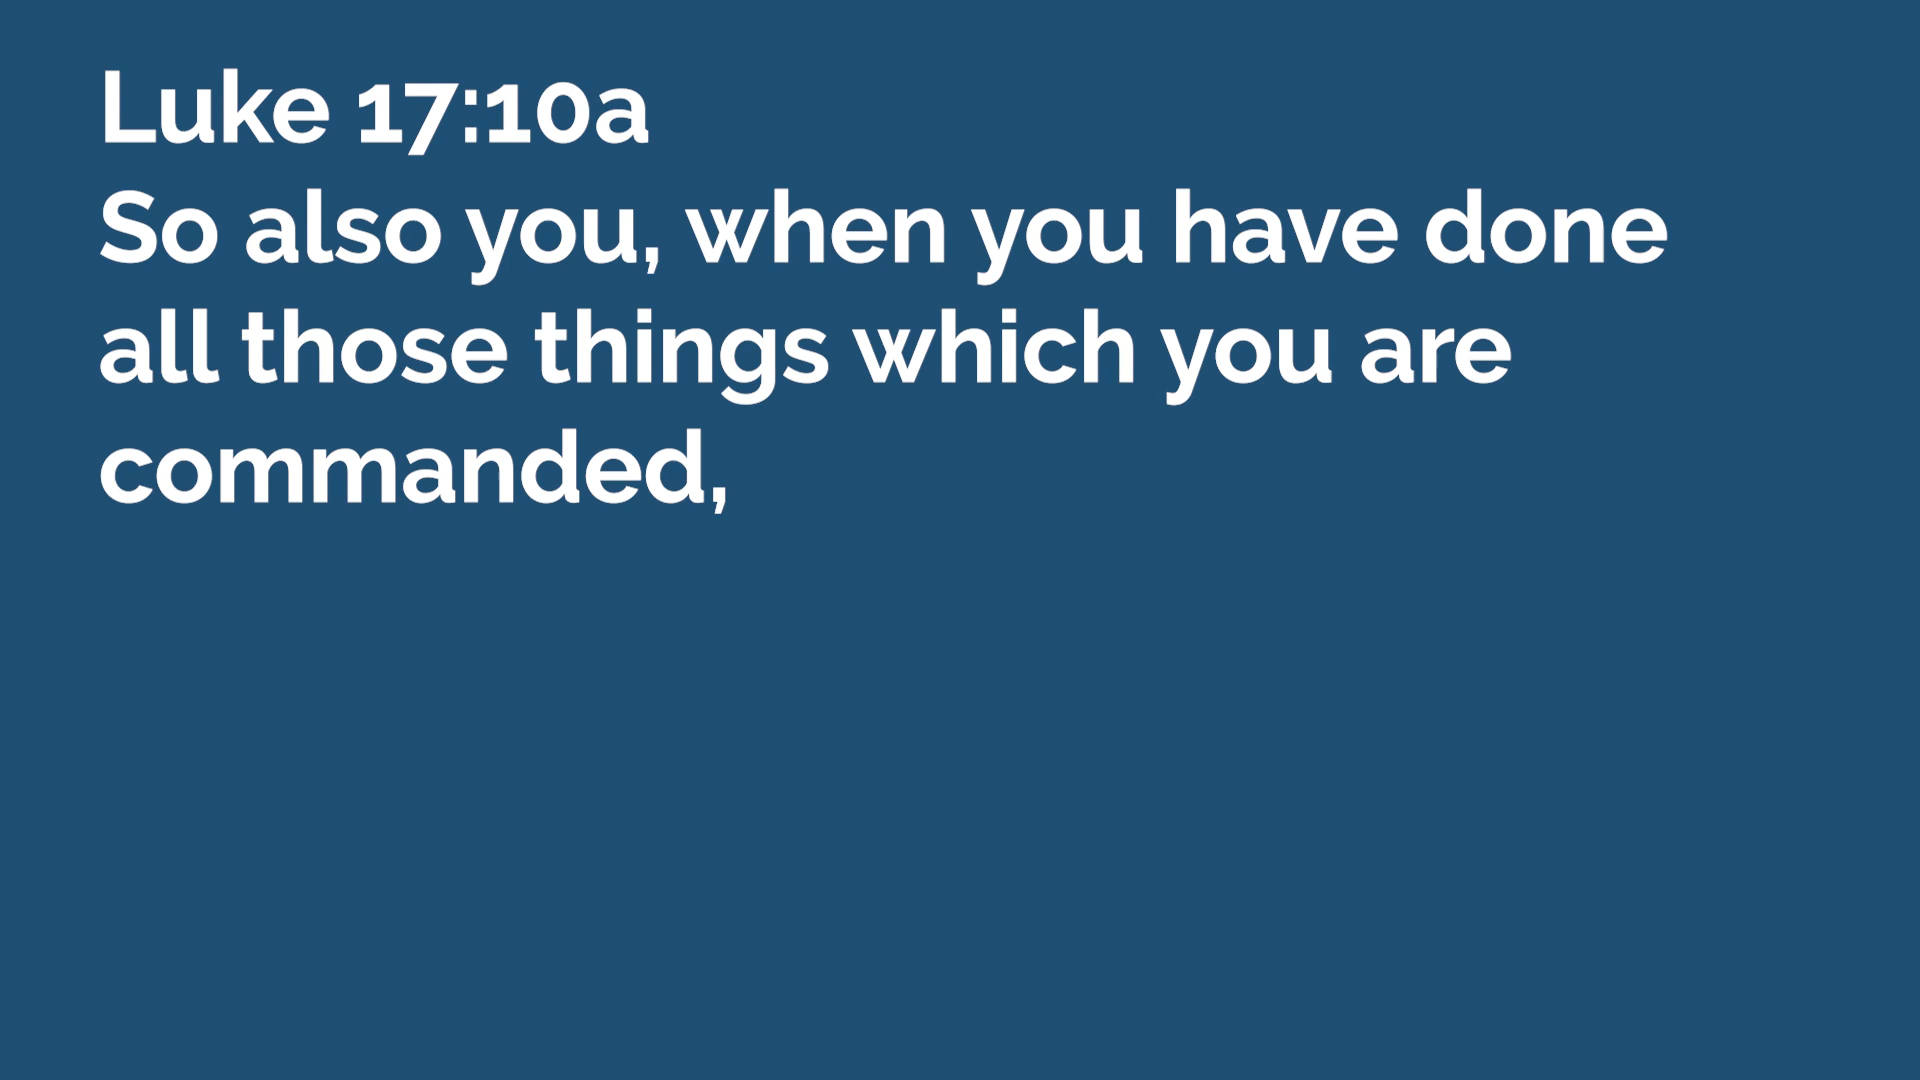 Luke 17:10a
So also you, when you have done
all those things which you are
commanded,